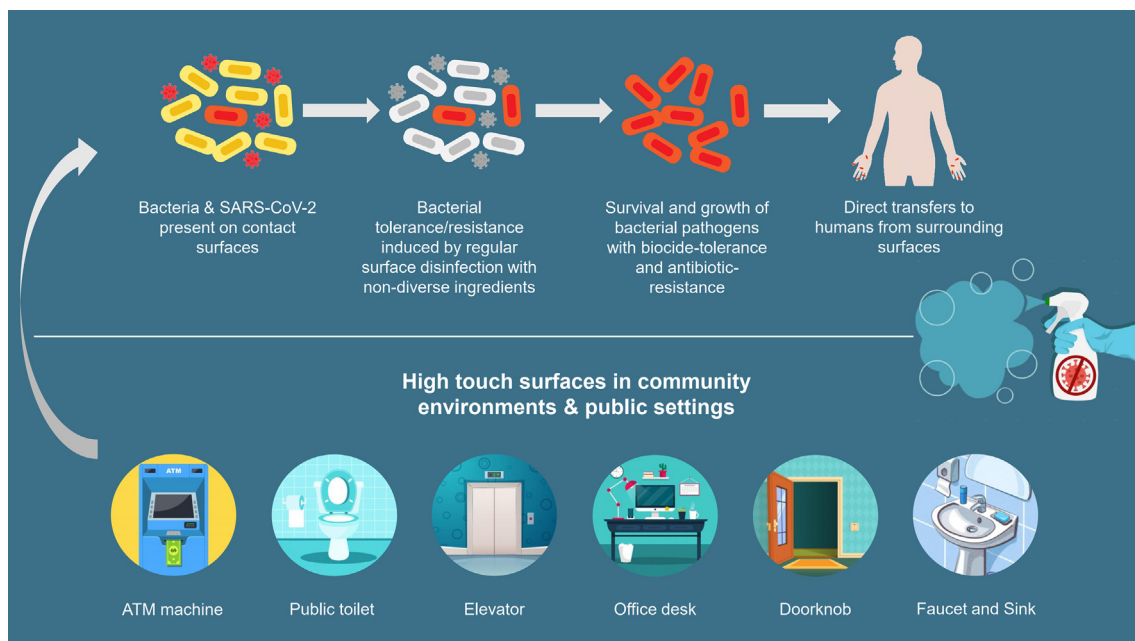 Bacteria & SARS-CoV-2
present on contact
surfaces
Bacterial
tolerance/resistance
induced by regular
surface disinfection with
non-diverse ingredients
Survival and growth of
bacterial pathogens
with biocide-tolerance
and antibiotic-
resistance
Direct transfers to
humans from surrounding
surfaces
High touch surfaces in community
environments & public settings
ATM
ATM machine
Public toilet
Elevator
Office desk
Doorknob
Faucet and Sink